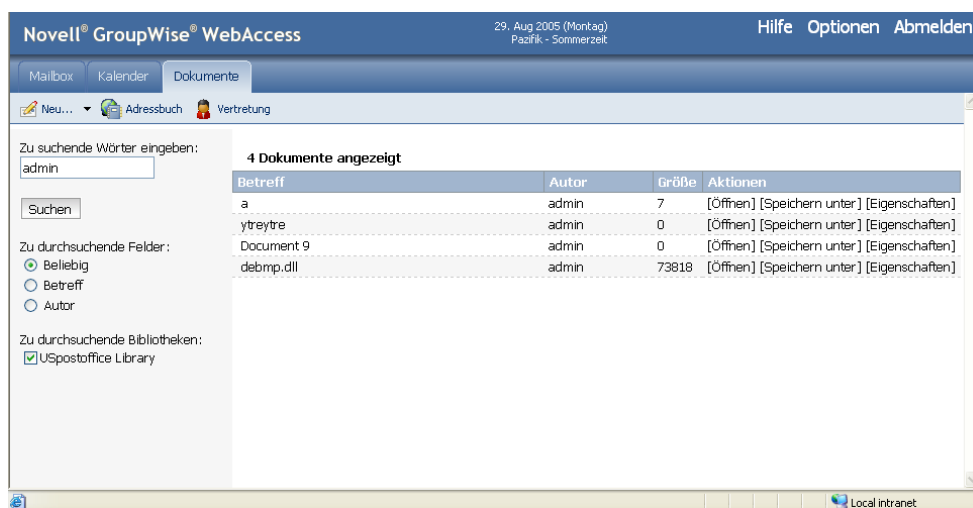 Novell® GroupWise® WebAccess
29. Aug 2005 (Montag)
Pazifik - Sommerzeit
Hilfe Optionen Abmelden
Mailbox Kalender Dokumente
Neu... Adressbuch Vertretung
Zu suchende Wörter eingeben:
admin
Suchen
Zu durchsuchende Felder:
Beliebig
Betreff
Autor
Zu durchsuchende Bibliotheken:
USpostoffice Library
4 Dokumente angezeigt
Betreff Autor Größe Aktionen
a admin 7 [Öffnen] [Speichern unter] [Eigenschaften]
ytreytre admin 0 [Öffnen] [Speichern unter] [Eigenschaften]
Document 9 admin 0 [Öffnen] [Speichern unter] [Eigenschaften]
debmp.dll admin 73818 [Öffnen] [Speichern unter] [Eigenschaften]
Local intranet